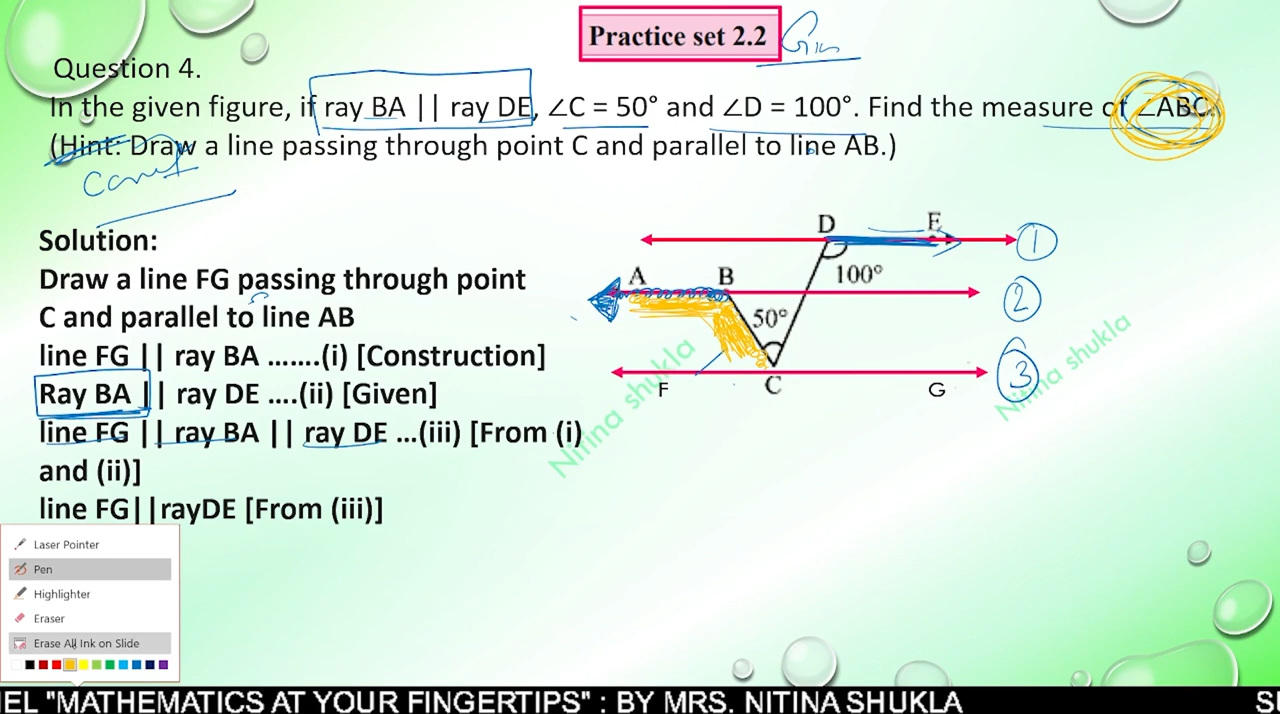 Practice set 2.2
Question 4.
In the given figure, if ray BA || ray DE, ∠C = 50° and ∠D = 100°. Find the measure of ∠ABC.
(Hint: Draw a line passing through point C and parallel to line AB.)
Solution:
Draw a line FG passing through point
C and parallel to line AB
line FG || ray BA …….(i) [Construction]
Ray BA || ray DE ….(ii) [Given]
line FG || ray BA || ray DE …(iii) [From (i)
and (ii)]
line FG||rayDE [From (iii)]
D E
1
A B 100°
2
50°
3
F C G
Nitina shukla
Nitina shukla
Laser Pointer
Pen
Highlighter
Eraser
Erase All Ink on Slide
NEL "MATHEMATICS AT YOUR FINGERTIPS" : BY MRS. NITINA SHUKLA